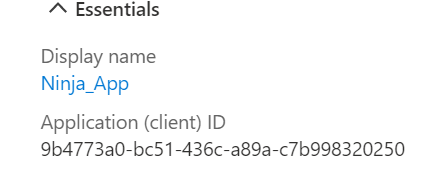 Essentials
Display name
Ninja_App
Application (client) ID
9b4773a0-bc51-436c-a89a-c7b998320250